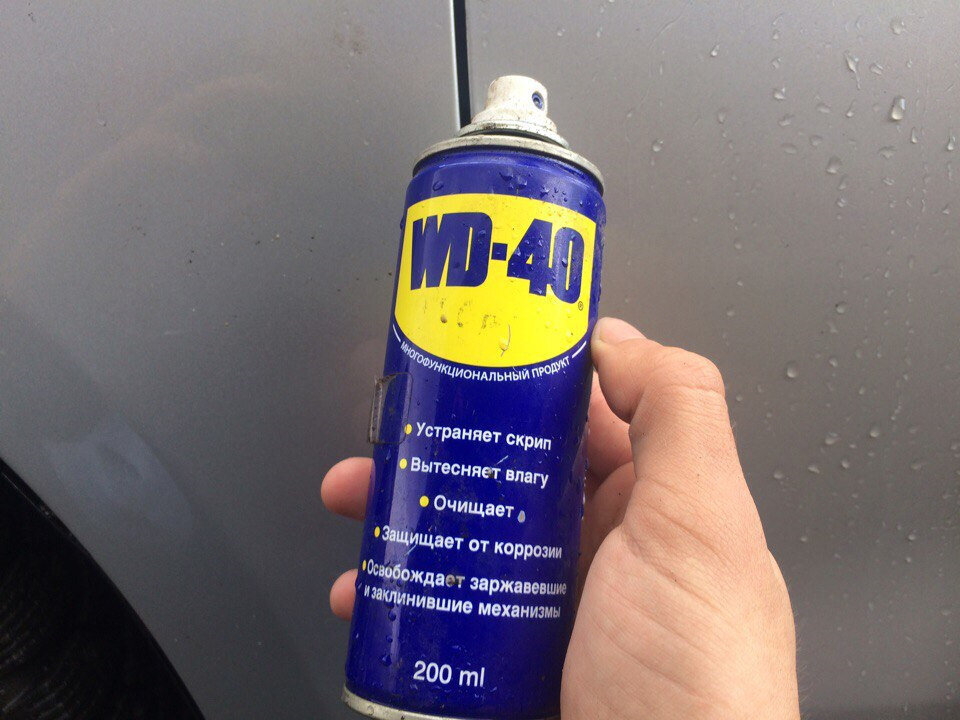 WD-40®
МНОГОФУНКЦИОНАЛЬНЫЙ ПРОДУКТ
• Устраняет скрип
• Вытесняет влагу
• Очищает
• Защищает от коррозии
• Освобождает заржавевшие
и заклинившие механизмы
200 ml